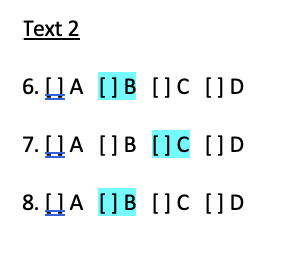 Text 2
6. [ ] A [ ] B [ ] C [ ] D
7. [ ] A [ ] B [ ] C [ ] D
8. [ ] A [ ] B [ ] C [ ] D